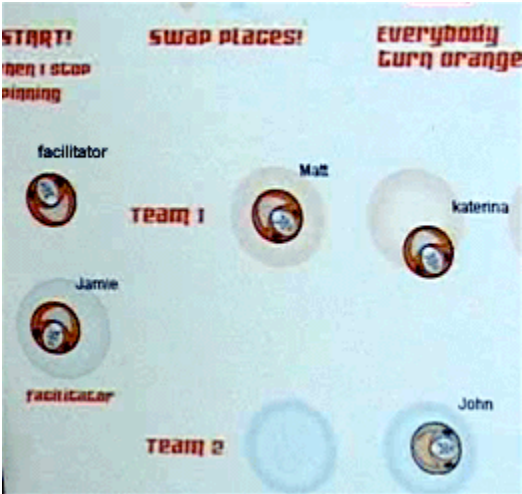 START!
SWAP PLACES!
EVERYBODY
TURN ORANGE
hen I stop
pinning
facilitator
Matt
TEAM 1
katerina
Jamie
facilitator
John
TEAM 2